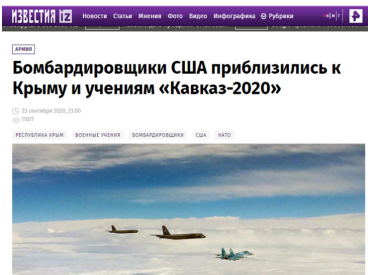 ИЗВЕСТИЯ IZ Новости Статьи Мнения Фото Видео Инфографика Рубрики
АРМИЯ
Бомбардировщики США приблизились к
Крыму и учениям «Кавказ-2020»
23 сентября 2020, 23:00
РЕСПУБЛИКА КРЫМ ВОЕННЫЕ УЧЕНИЯ БОМБАРДИРОВЩИКИ США НАТО